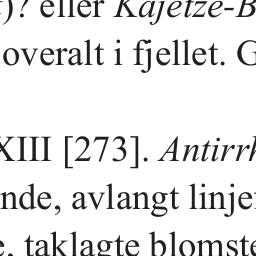 )? eller Kajetze-B
overalt i fjellet. G
XIII [273]. Antirrh
nde, avlangt linje
e, taklagte blomste